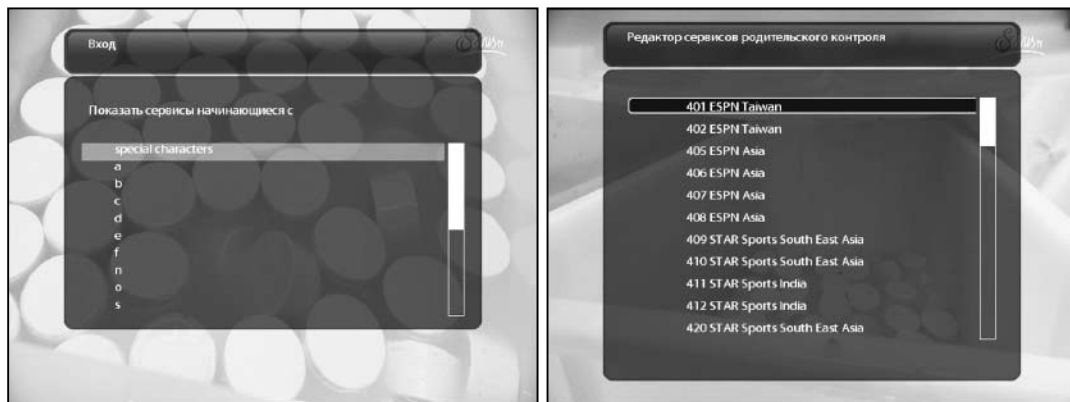 Вход
Показать сервисы начинающиеся с
special characters
a
b
c
d
e
f
n
o
s
Редактор сервисов родительского контроля
401 ESPN Taiwan
402 ESPN Taiwan
405 ESPN Asia
406 ESPN Asia
407 ESPN Asia
408 ESPN Asia
409 STAR Sports South East Asia
410 STAR Sports South East Asia
411 STAR Sports India
412 STAR Sports India
420 STAR Sports South East Asia